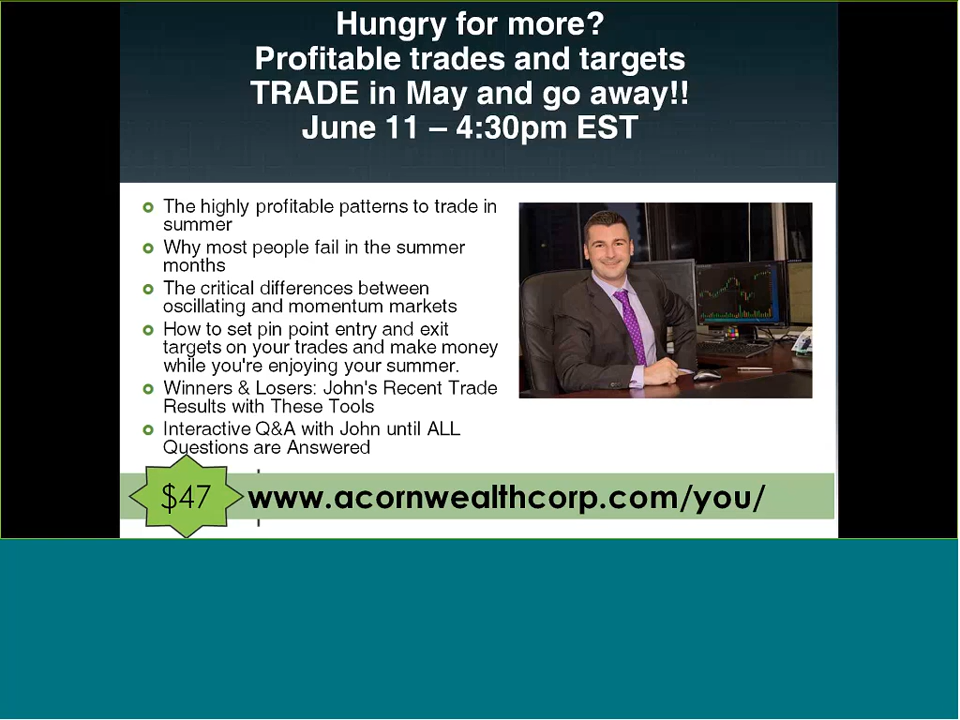 Hungry for more?
Profitable trades and targets
TRADE in May and go away!!
June 11 – 4:30pm EST
The highly profitable patterns to trade in
summer
Why most people fail in the summer
months
The critical differences between
oscillating and momentum markets
How to set pin point entry and exit
targets on your trades and make money
while you're enjoying your summer.
Winners & Losers: John's Recent Trade
Results with These Tools
Interactive Q&A with John until ALL
Questions are Answered
$47
www.acornwealthcorp.com/you/